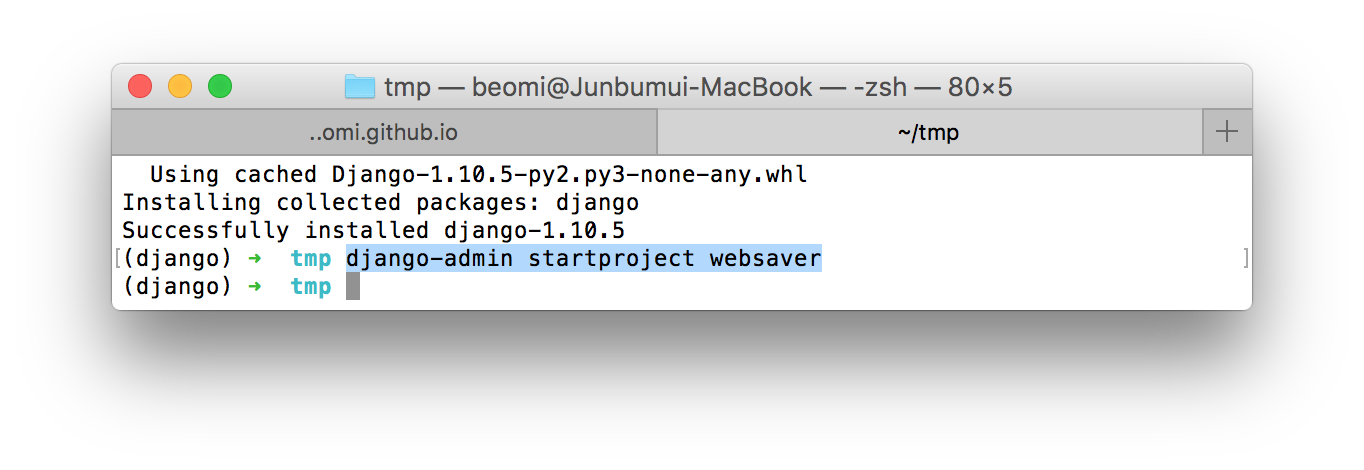 tmp — beomi@Junbumui-MacBook — -zsh — 80×5
..omi.github.io
~/tmp
Using cached Django-1.10.5-py2.py3-none-any.whl
Installing collected packages: django
Successfully installed django-1.10.5
[(django) ➜ tmp django-admin startproject websaver ]
(django) ➜ tmp